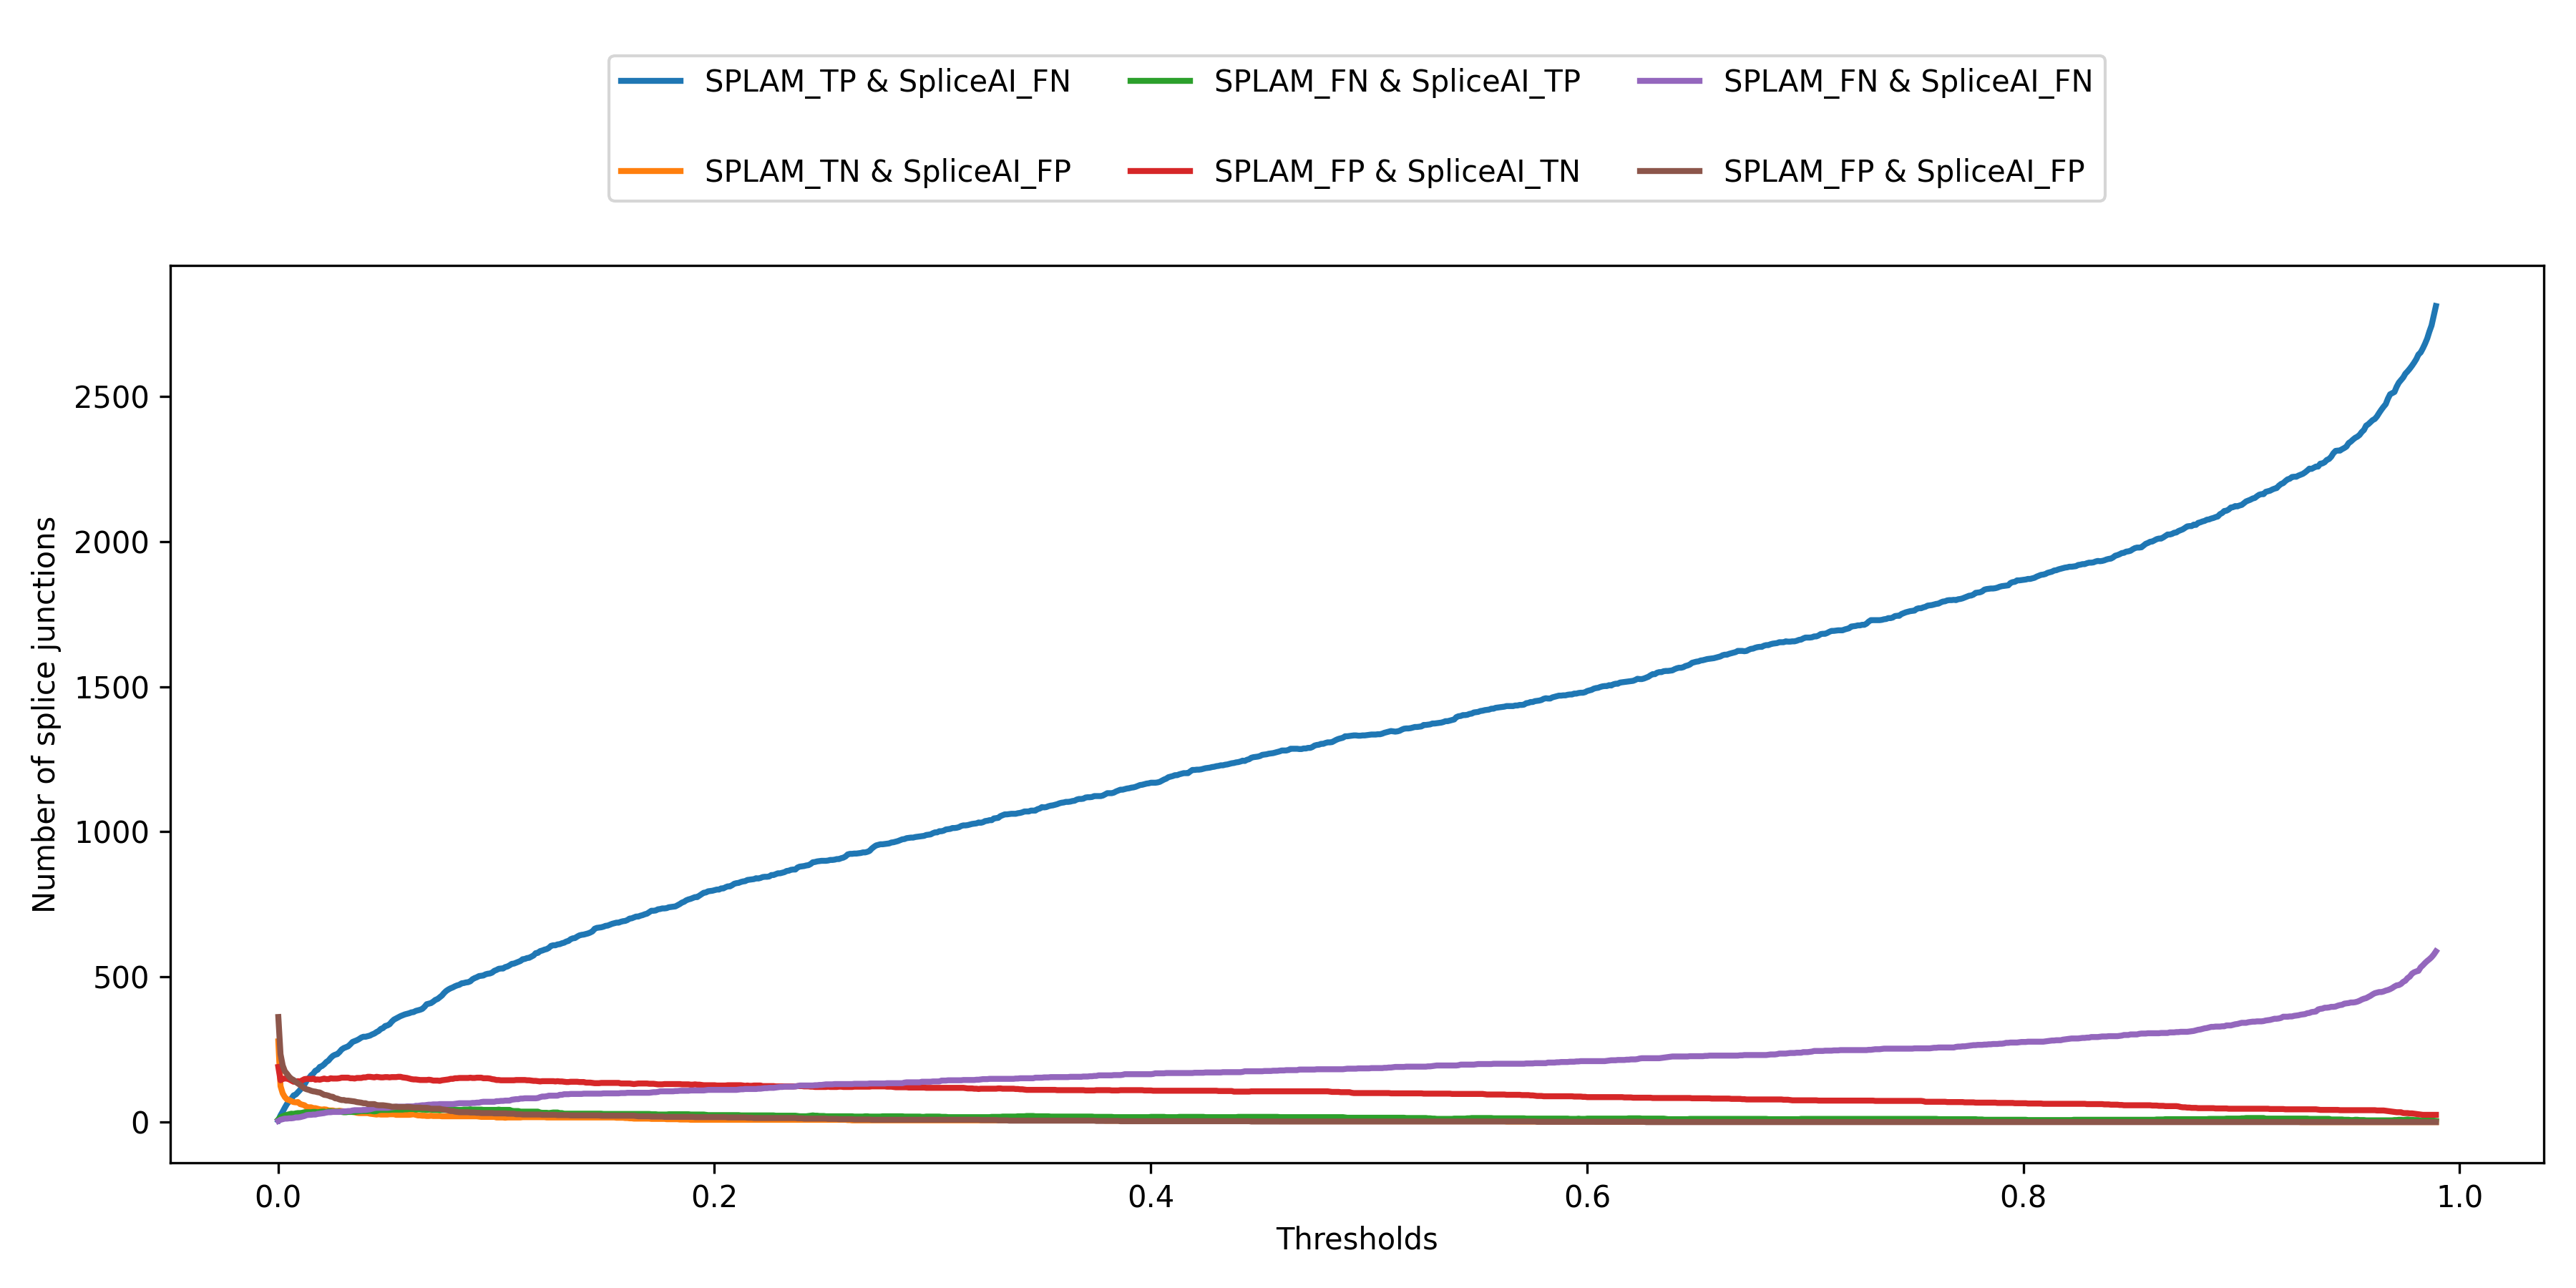 SPLAM_TP & SpliceAI_FN
SPLAM_FN & SpliceAI_TP
SPLAM_FN & SpliceAI_FN
SPLAM_TN & SpliceAI_FP
SPLAM_FP & SpliceAI_TN
SPLAM_FP & SpliceAI_FP
Number of splice junctions
2500
2000
1500
1000
500
0
0.0
0.2
0.4
0.6
0.8
1.0
Thresholds